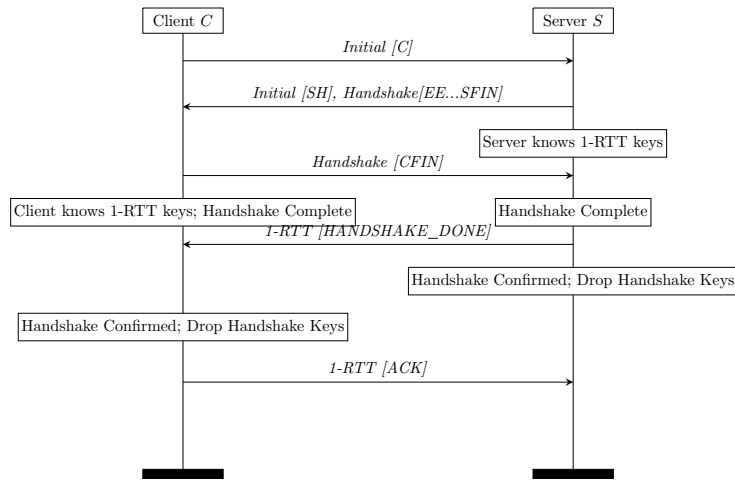 Client C
Server S
Initial [C]
Initial [SH], Handshake[EE...SFIN]
Server knows 1-RTT keys
Handshake [CFIN]
Client knows 1-RTT keys; Handshake Complete
Handshake Complete
1-RTT [HANDSHAKE_DONE]
Handshake Confirmed; Drop Handshake Keys
Handshake Confirmed; Drop Handshake Keys
1-RTT [ACK]